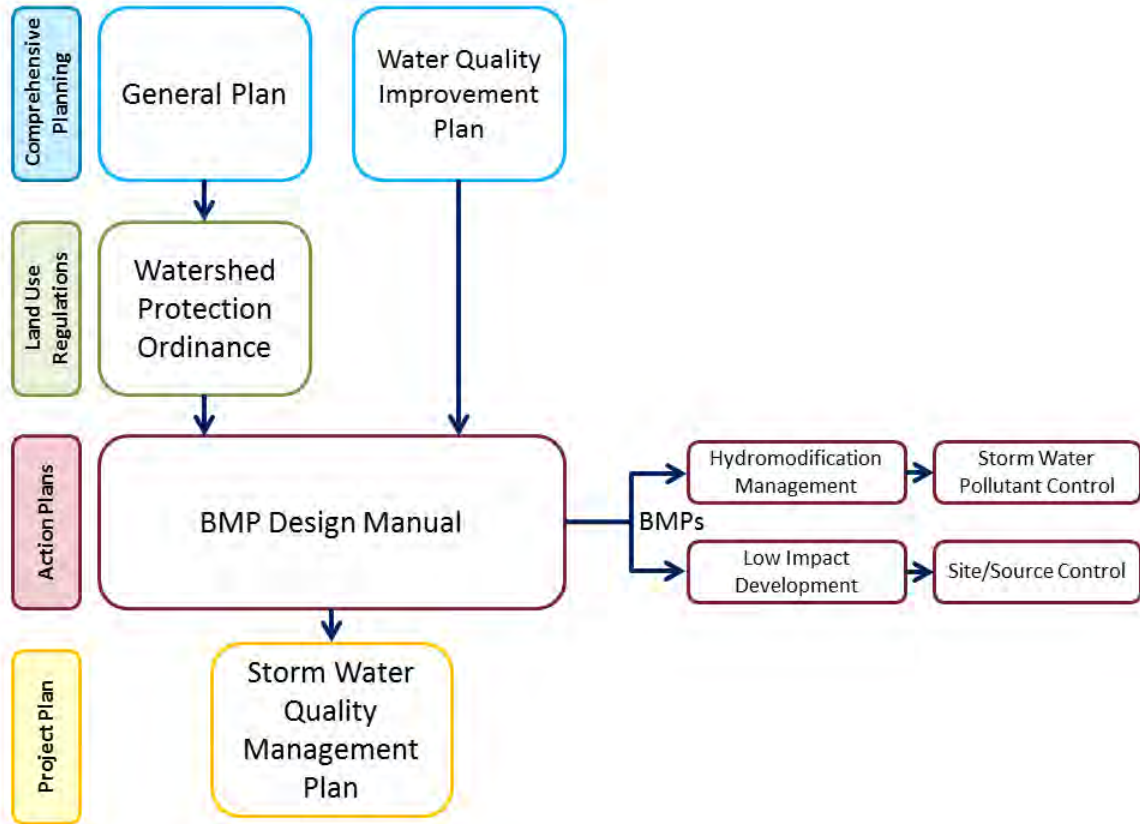 Comprehensive
Planning
General Plan
Water Quality
Improvement
Plan
Land Use
Regulations
Watershed
Protection
Ordinance
Action Plans
BMP Design Manual
BMPs
Hydromodification
Management
Storm Water
Pollutant Control
Low Impact
Development
Site/Source Control
Project Plan
Storm Water
Quality
Management
Plan